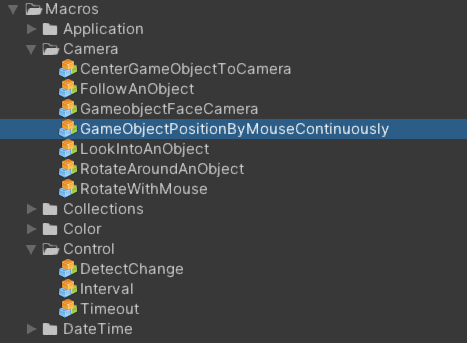 Macros
Application
Camera
CenterGameObjectToCamera
FollowAnObject
GameobjectFaceCamera
GameObjectPositionByMouseContinuously
LookIntoAnObject
RotateAroundAnObject
RotateWithMouse
Collections
Color
Control
DetectChange
Interval
Timeout
DateTime